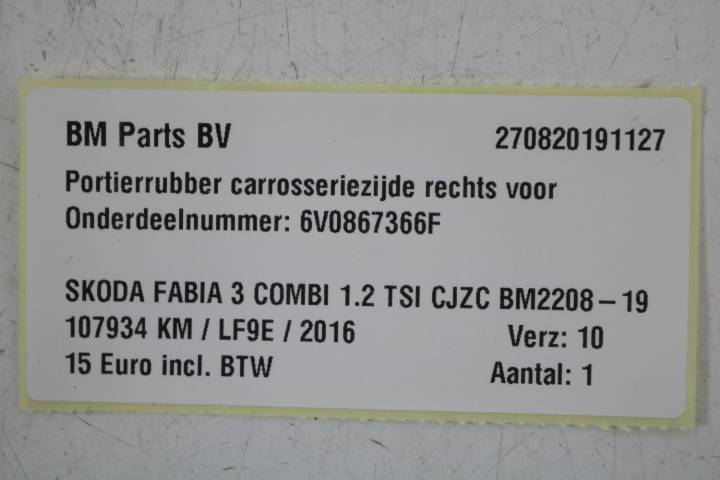 BM Parts BV 270820191127
Portierrubber carrosseriezijde rechts voor
Onderdeelnummer: 6V0867366F
SKODA FABIA 3 COMBI 1.2 TSI CJZC BM2208-19
107934 KM / LF9E / 2016 Verz: 10
15 Euro incl. BTW Aantal: 1